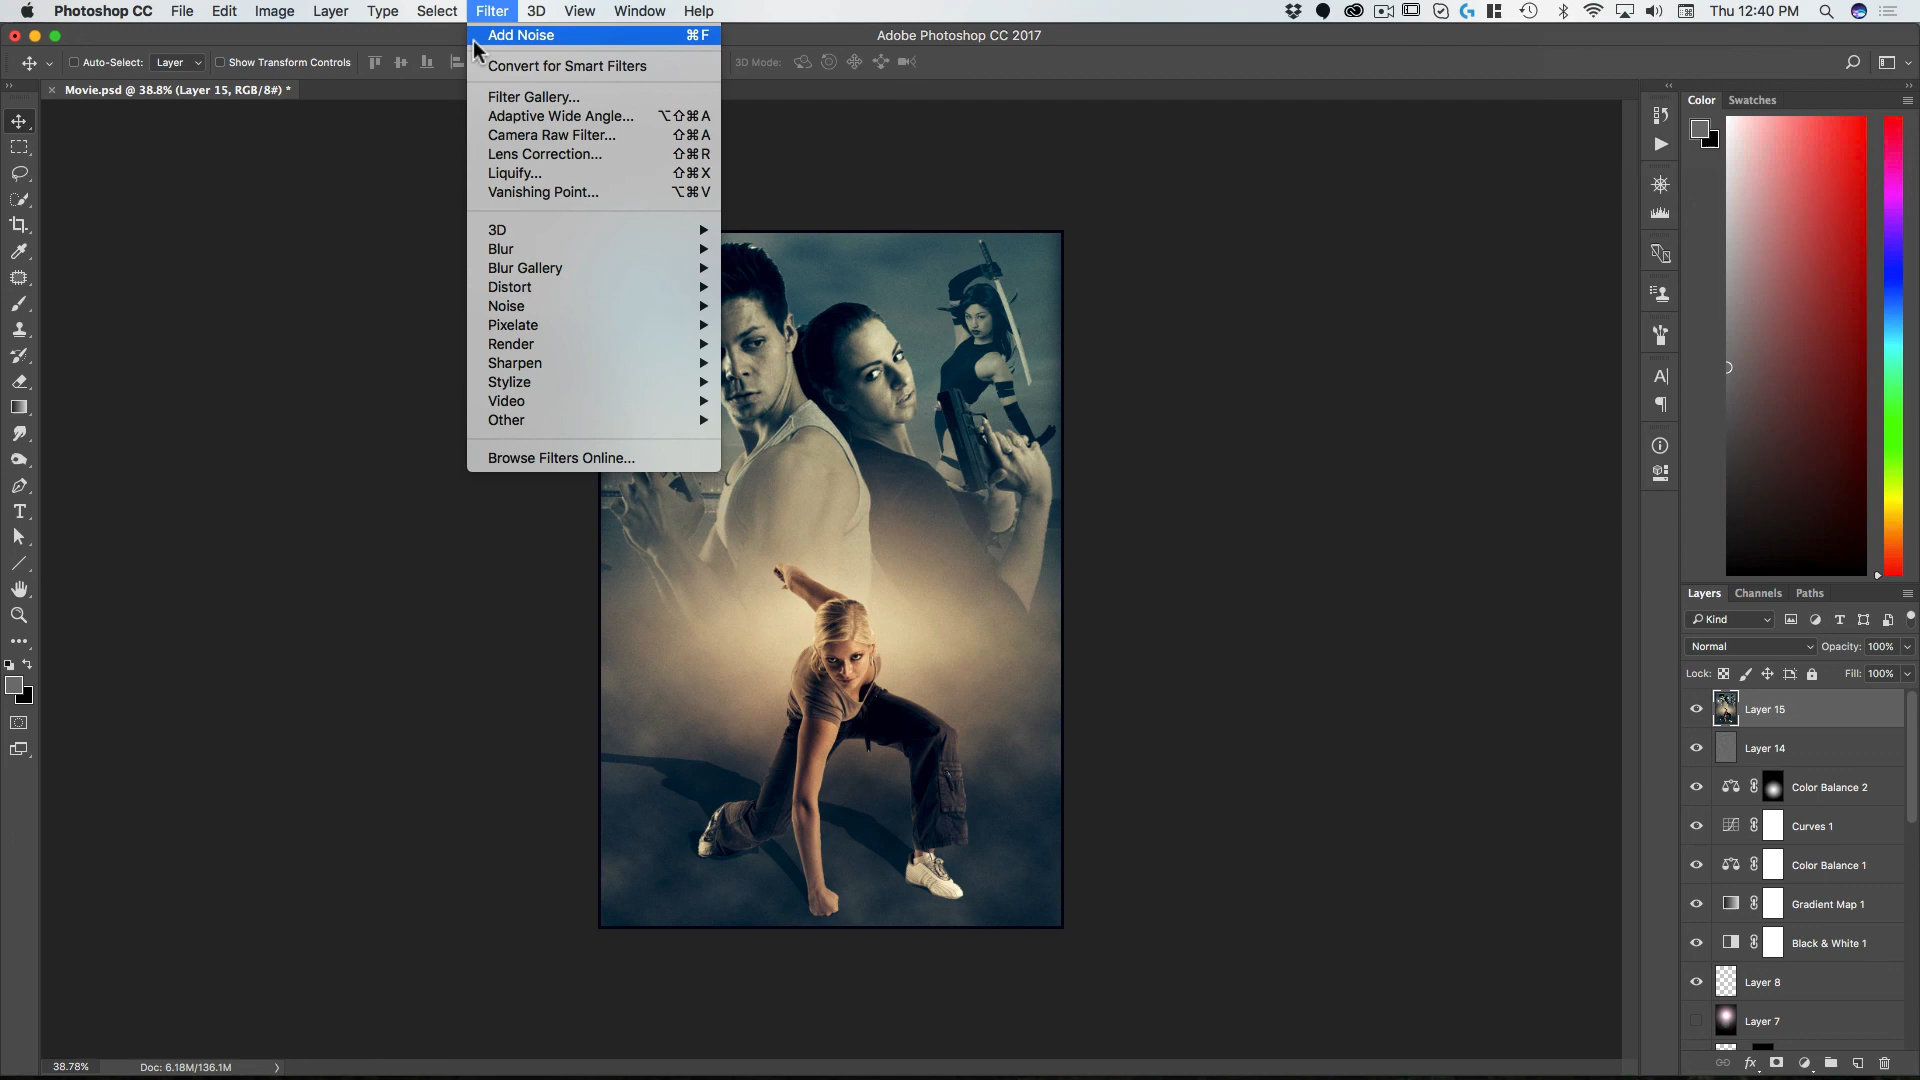 Photoshop CC File Edit Image Layer Type Select Filter 3D View Window Help Thu 12:40 PM
Adobe Photoshop CC 2017
Auto-Select: Layer Show Transform Controls 3D Mode:
Movie.psd @ 38.8% (Layer 15, RGB/8#) *
Add Noise ⌘F
Convert for Smart Filters
Filter Gallery...
Adaptive Wide Angle... ⌥⇧⌘A
Camera Raw Filter... ⇧⌘A
Lens Correction... ⇧⌘R
Liquify... ⇧⌘X
Vanishing Point... ⌥⌘V
3D
Blur
Blur Gallery
Distort
Noise
Pixelate
Render
Sharpen
Stylize
Video
Other
Browse Filters Online...
Color Swatches
Layers Channels Paths
Kind
Normal Opacity: 100%
Lock: Fill: 100%
Layer 15
Layer 14
Color Balance 2
Curves 1
Color Balance 1
Gradient Map 1
Black & White 1
Layer 8
Layer 7
38.78% Doc: 6.18M/136.1M